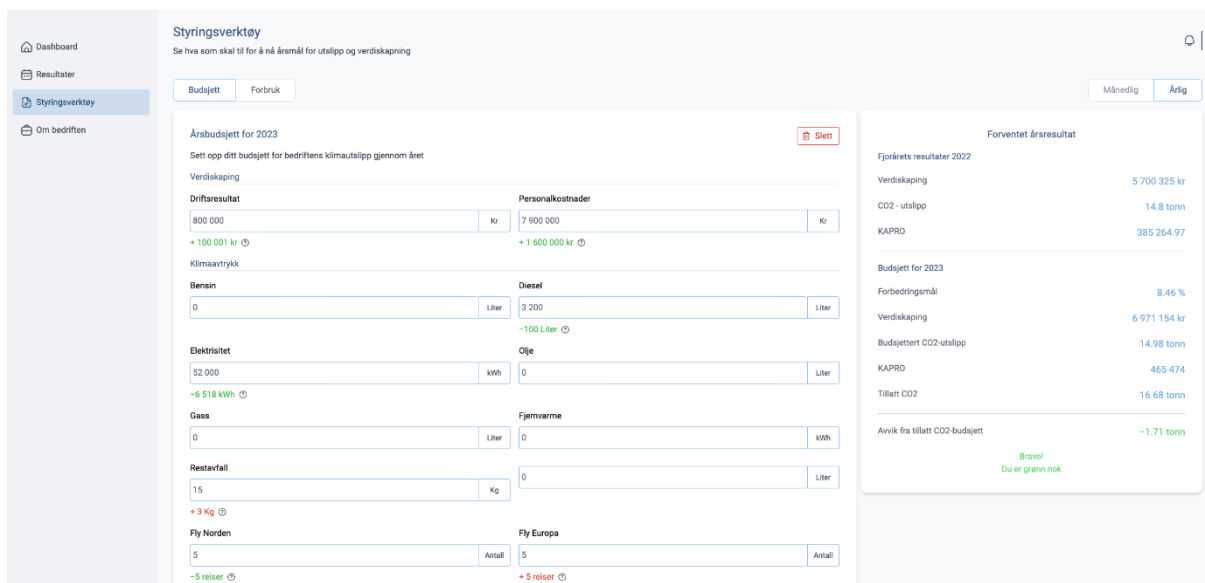 Styringsverktøy
Se hva som skal til for å nå årsmål for utslipp og verdiskapning
Dashboard
Resultater
Styringsverktøy
Om bedriften
Budsjett
Forbruk
Månedlig
Årlig
Årsbudsjett for 2023
Slett
Sett opp ditt budsjett for bedriftens klimautslipp gjennom året
Verdiskaping
Driftsresultat
Personalkostnader
800 000 Kr
7 900 000 Kr
+ 100 001 kr
+ 1 600 000 kr
Klimaavtrykk
Bensin
Diesel
0 Liter
3 200 Liter
−100 Liter
Elektrisitet
Olje
52 000 kWh
0 Liter
−6 518 kWh
Gass
Fjernvarme
0 Liter
0 kWh
Restavfall
15 Kg
0 Liter
+ 3 Kg
Fly Norden
Fly Europa
5 Antall
5 Antall
−5 reiser
+ 5 reiser
Forventet årsresultat
Fjorårets resultater 2022
Verdiskaping 5 700 325 kr
CO2 - utslipp 14.8 tonn
KAPRO 385 264.97
Budsjett for 2023
Forbedringsmål 8.46 %
Verdiskaping 6 971 154 kr
Budsjettert CO2-utslipp 14.98 tonn
KAPRO 465 474
Tillatt CO2 16.68 tonn
Avvik fra tillatt CO2-budsjett −1.71 tonn
Bravo!
Du er grønn nok